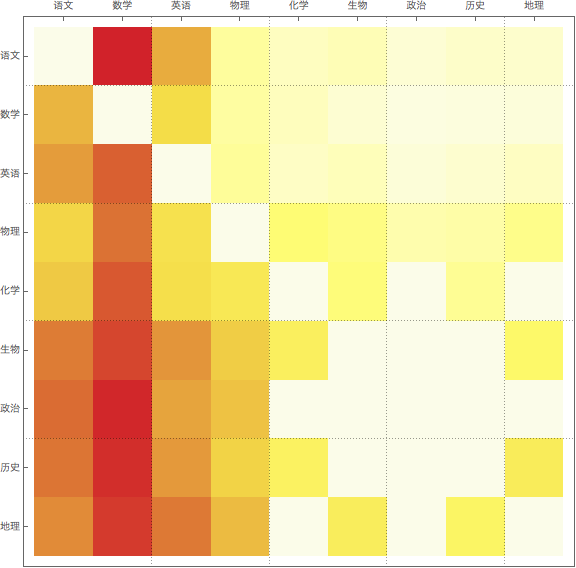 语文 数学 英语 物理 化学 生物 政治 历史 地理
语文
数学
英语
物理
化学
生物
政治
历史
地理